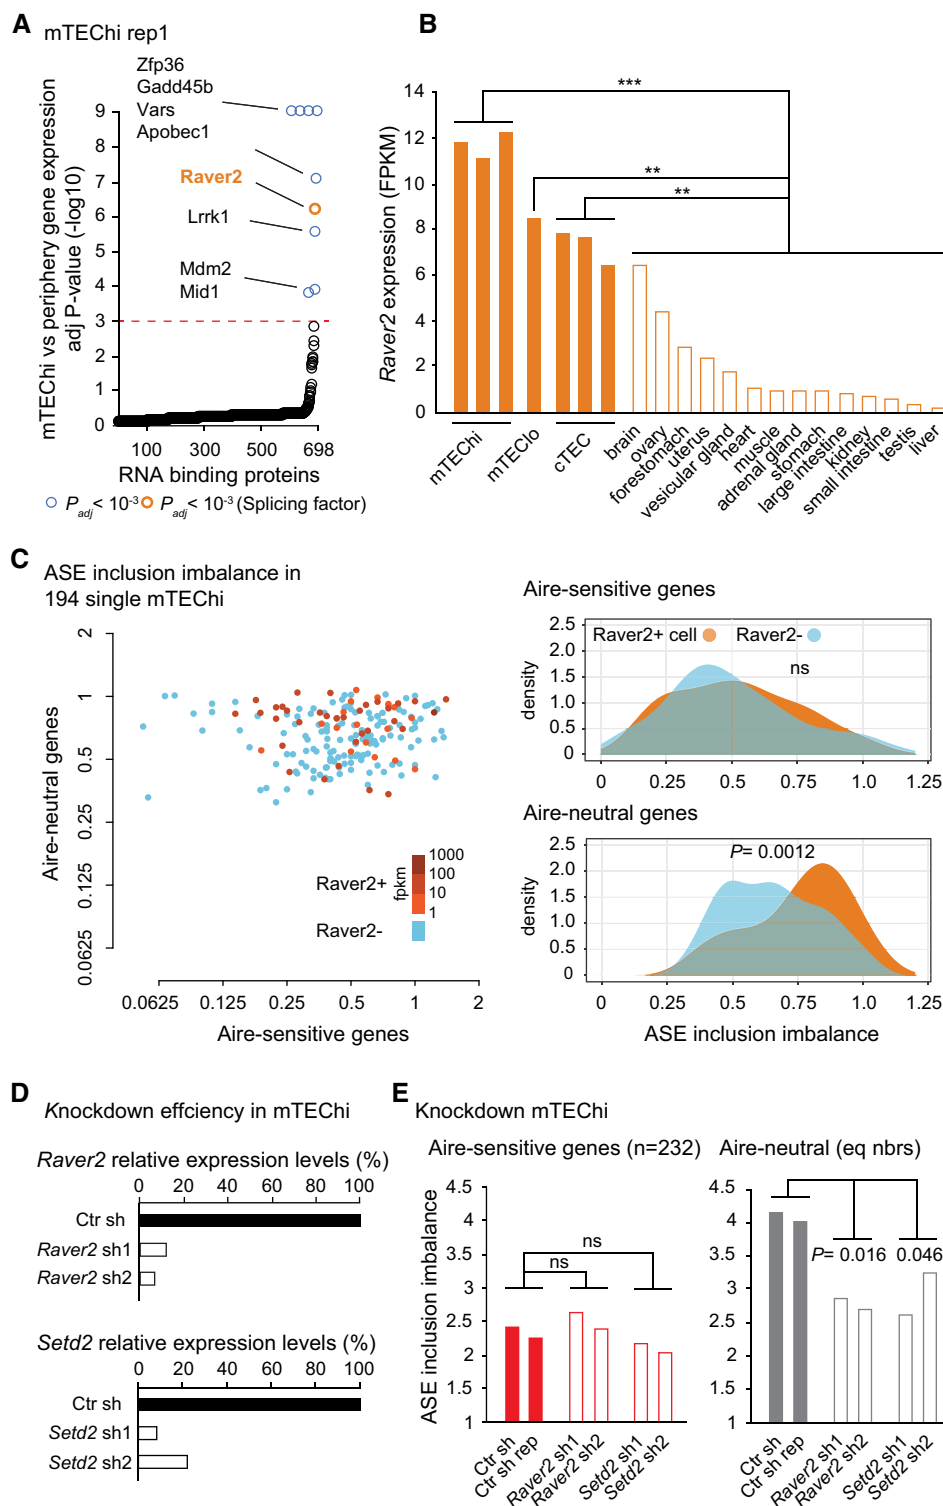 A mTEChi rep1
Zfp36
Gadd45b
Vars
Apobec1
Raver2
Lrrk1
Mdm2
Mid1
mTEChi vs periphery gene expression
adj P-value (-log10)
9
8
7
6
5
4
3
2
1
0
100 300 500 698
RNA binding proteins
Padj < 10-3 Padj < 10-3 (Splicing factor)
B
Raver2 expression (FPKM)
14
12
10
8
6
4
2
0
***
**
**
mTEChi
mTEClo
cTEC
brain
ovary
forestomach
uterus
vesicular gland
heart
muscle
adrenal gland
stomach
large intestine
kidney
small intestine
testis
liver
C ASE inclusion imbalance in
194 single mTEChi
Aire-neutral genes
2
1
0.5
0.25
0.125
0.0625
Raver2+
fpkm
1000
100
10
1
Raver2-
0.0625 0.125 0.25 0.5 1 2
Aire-sensitive genes
Aire-sensitive genes
density
2.5
2.0
1.5
1.0
0.5
0
Raver2+ cell Raver2-
ns
0 0.25 0.5 0.75 1.0 1.25
Aire-neutral genes
density
2.5
2.0
1.5
1.0
0.5
0
P= 0.0012
0 0.25 0.5 0.75 1.0 1.25
ASE inclusion imbalance
D Knockdown effciency in mTEChi
Raver2 relative expression levels (%)
0 20 40 60 80 100
Ctr sh
Raver2 sh1
Raver2 sh2
Setd2 relative expression levels (%)
0 20 40 60 80 100
Ctr sh
Setd2 sh1
Setd2 sh2
E Knockdown mTEChi
Aire-sensitive genes (n=232)
ASE inclusion imbalance
4.5
4
3.5
3
2.5
2
1.5
1
ns
ns
Ctr sh
Ctr sh rep
Raver2 sh1
Raver2 sh2
Setd2 sh1
Setd2 sh2
Aire-neutral (eq nbrs)
4.5
4
3.5
3
2.5
2
1.5
1
P= 0.016 0.046
Ctr sh
Ctr sh rep
Raver2 sh1
Raver2 sh2
Setd2 sh1
Setd2 sh2